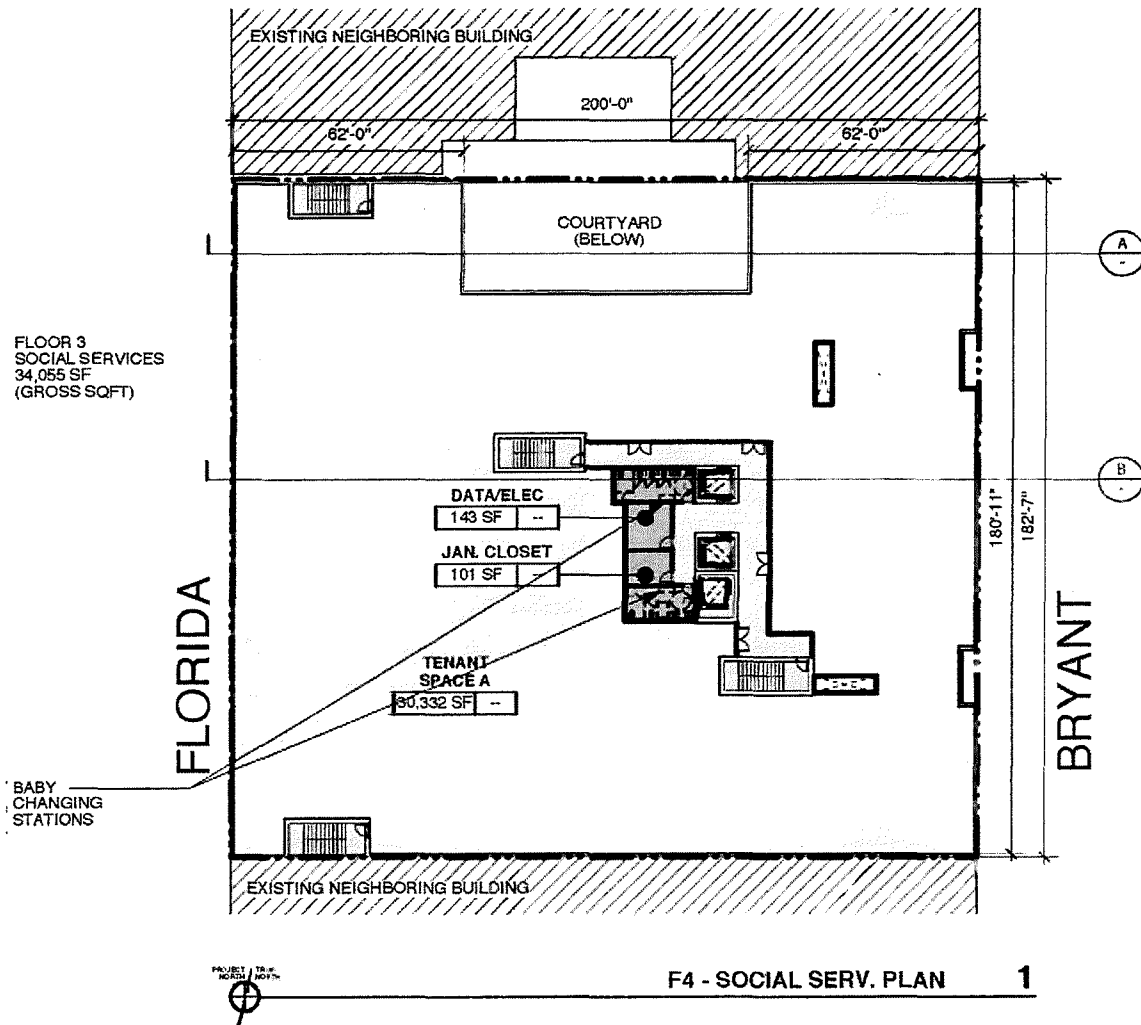 EXISTING NEIGHBORING BUILDING
200'-0"
62'-0"
62'-0"
COURTYARD
(BELOW)
A
-
FLOOR 3
SOCIAL SERVICES
34,055 SF
(GROSS SQFT)
B
-
DATA/ELEC
143 SF --
JAN. CLOSET
101 SF --
180'-11"
182'-7"
FLORIDA
BRYANT
TENANT
SPACE A
30,332 SF --
BABY
CHANGING
STATIONS
EXISTING NEIGHBORING BUILDING
PROJECT NORTH
TRUE NORTH
F4 - SOCIAL SERV. PLAN 1